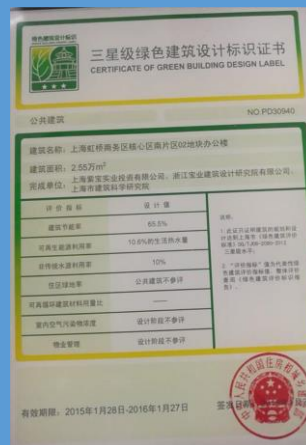 绿色建筑设计标识
三星级绿色建筑设计标识证书
CERTIFICATE OF GREEN BUILDING DESIGN LABEL
公共建筑
NO.PD30940
建筑名称：上海虹桥商务区核心区南片区02地块办公楼
建筑面积：2.55万m²
完成单位：上海紫宝实业投资有限公司、浙江宝业建筑设计研究院有限公司、
上海市建筑科学研究院
评价指标 设计值
建筑节能率 65.5%
可再生能源利用率 10.6%的生活热水量
非传统水源利用率 10%
住区绿地率 公共建筑不参评
可再循环建筑材料用量比 ——
室内空气污染物浓度 设计阶段不参评
物业管理 设计阶段不参评
说明：
有效期限：2015年1月28日-2016年1月27日